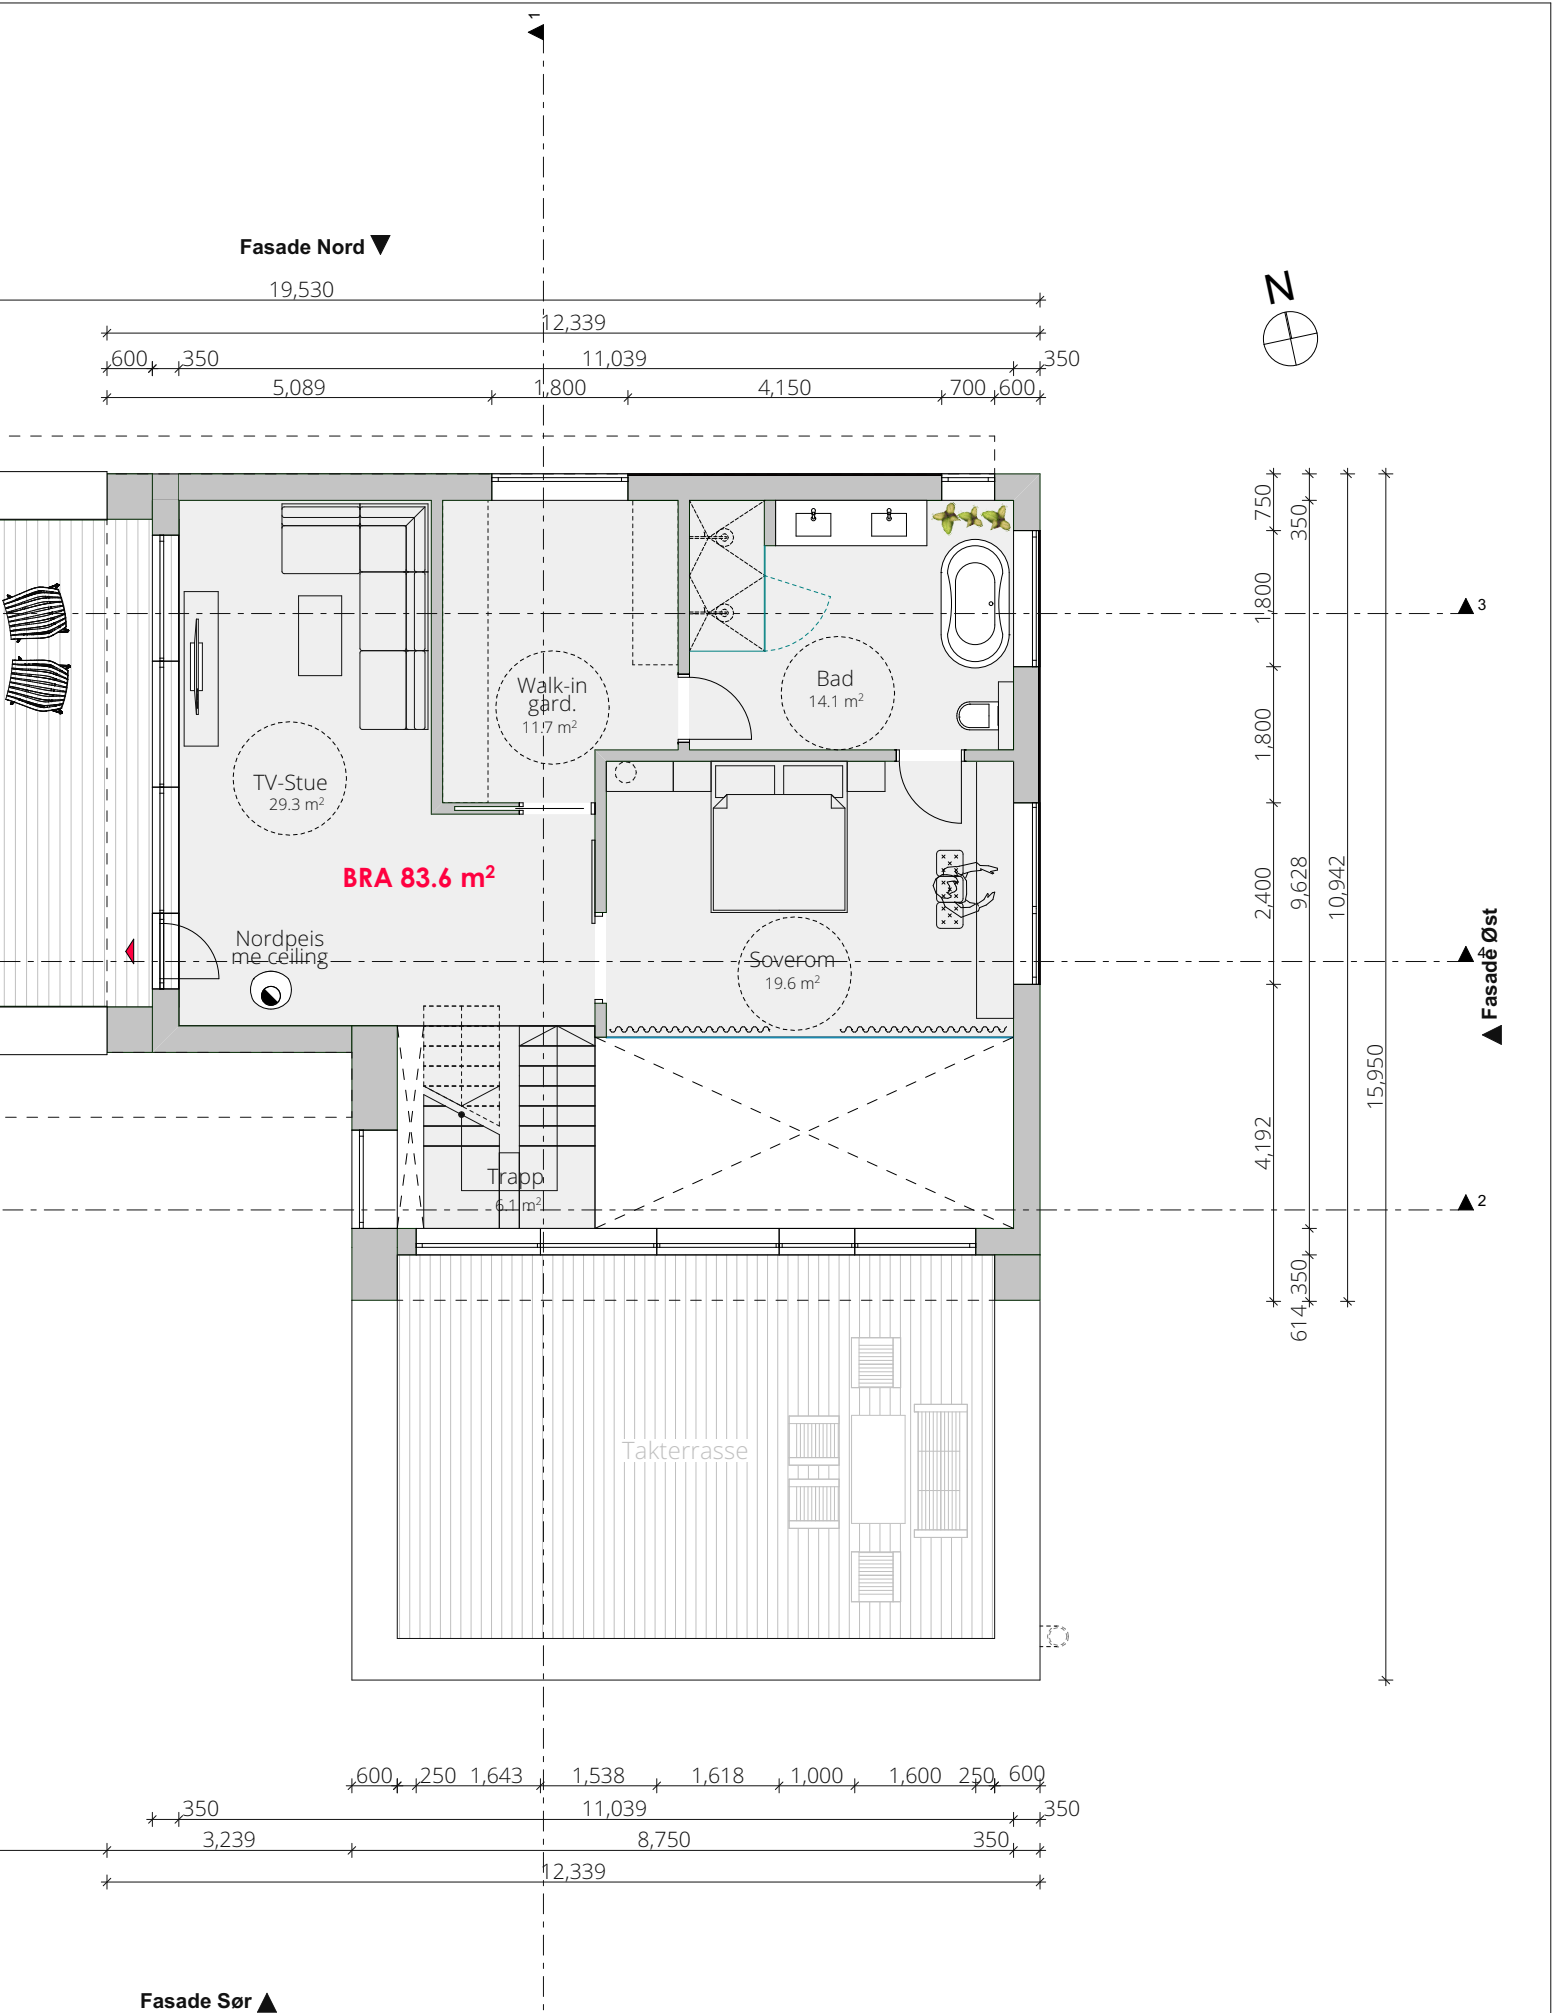 1
Fasade Nord
19,530
12,339
600 350 11,039 350
5,089 1,800 4,150 700 600
N
750
350
1,800
1,800
2,400
9,628
10,942
4,192
15,950
614 350
3
4
2
Fasade Øst
Walk-in
gard.
11.7 m²
Bad
14.1 m²
TV-Stue
29.3 m²
BRA 83.6 m²
Nordpeis
me ceiling
Soverom
19.6 m²
Trapp
6.1 m²
Takterrasse
600 250 1,643 1,538 1,618 1,000 1,600 250 600
350 11,039 350
3,239 8,750 350
12,339
Fasade Sør